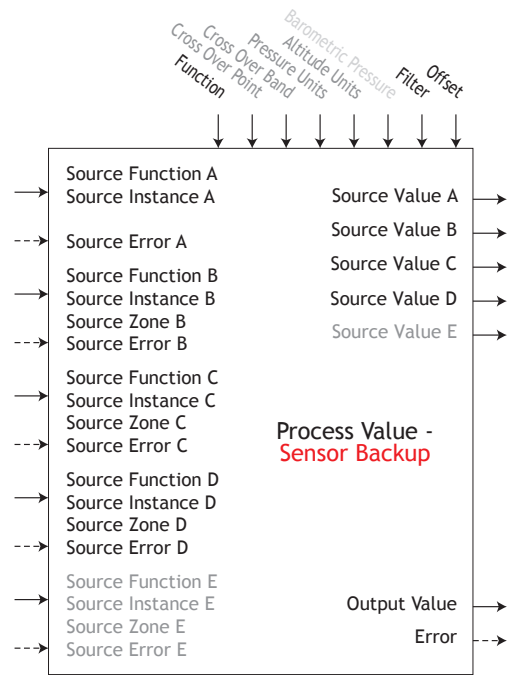 Function
Cross Over Point
Cross Over Band
Pressure Units
Altitude Units
Barometric Pressure
Filter
Offset
Source Function A
Source Instance A
Source Error A
Source Function B
Source Instance B
Source Zone B
Source Error B
Source Function C
Source Instance C
Source Zone C
Source Error C
Source Function D
Source Instance D
Source Zone D
Source Error D
Source Function E
Source Instance E
Source Zone E
Source Error E
Source Value A
Source Value B
Source Value C
Source Value D
Source Value E
Process Value -
Sensor Backup
Output Value
Error